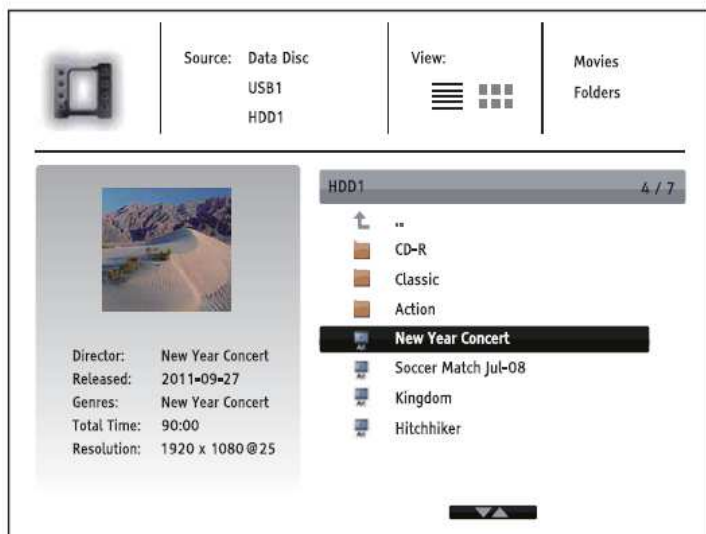 Source: Data Disc
USB1
HDD1
View:
Movies
Folders
HDD1 4 / 7
..
CD-R
Classic
Action
New Year Concert
Soccer Match Jul-08
Kingdom
Hitchhiker
Director: New Year Concert
Released: 2011-09-27
Genres: New Year Concert
Total Time: 90:00
Resolution: 1920 x 1080@25